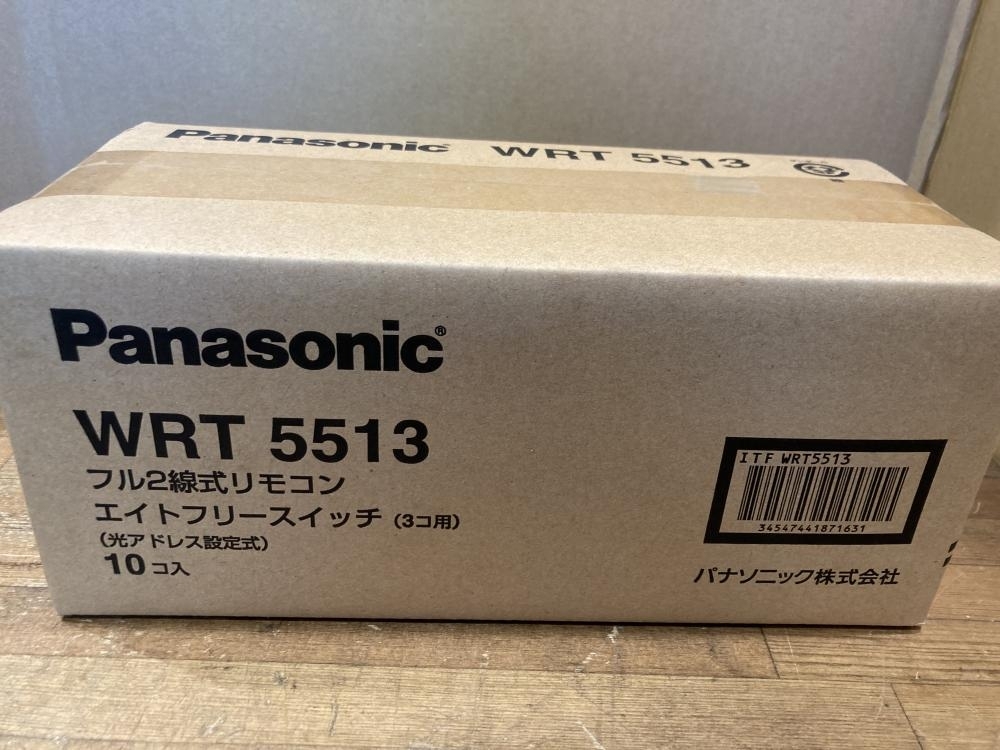 Panasonic WRT 5513
Panasonic®
WRT 5513
フル2線式リモコン
エイトフリースイッチ（3コ用）
（光アドレス設定式）
10コ入
ITF WRT5513
34547441871631
パナソニック株式会社